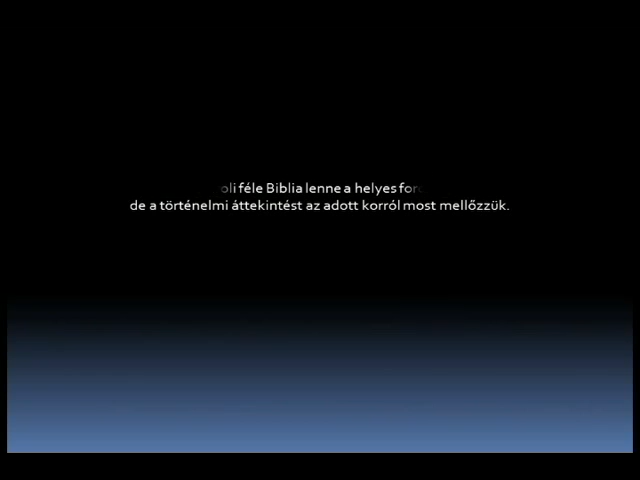 féle Biblia lenne a helyes
de a történelmi áttekintést az adott korról most mellőzzük.